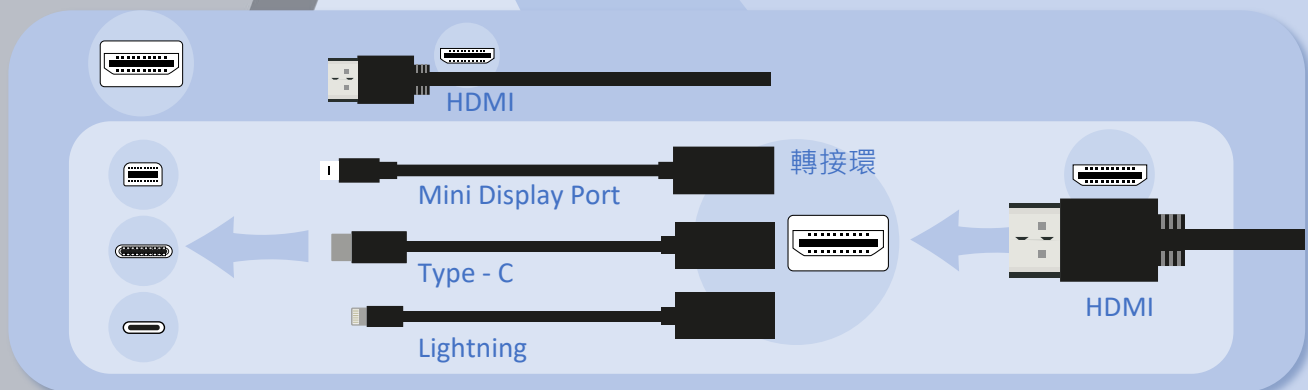 HDMI
轉接環
Mini Display Port
Type - C
HDMI
Lightning